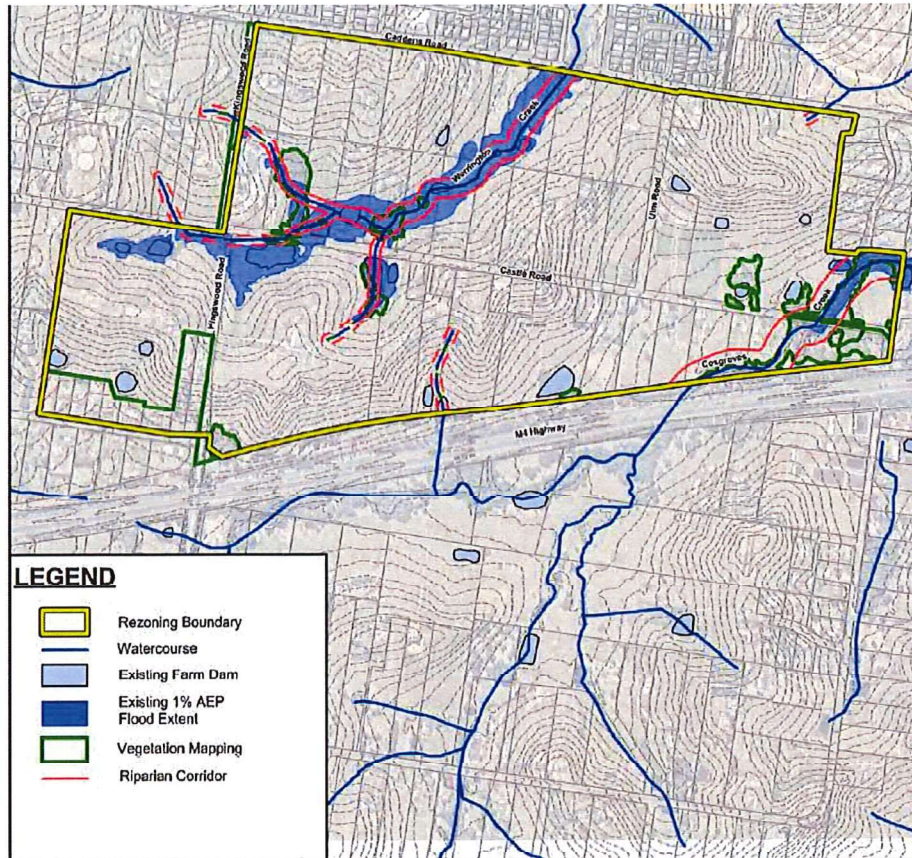 Caddens Road
Kingswood Road
Werrington
Creek
Ulm Road
Castle Road
Kingswood Road
Creek
Cosgroves
M4 Highway
LEGEND
Rezoning Boundary
Watercourse
Existing Farm Dam
Existing 1% AEP
Flood Extent
Vegetation Mapping
Riparian Corridor